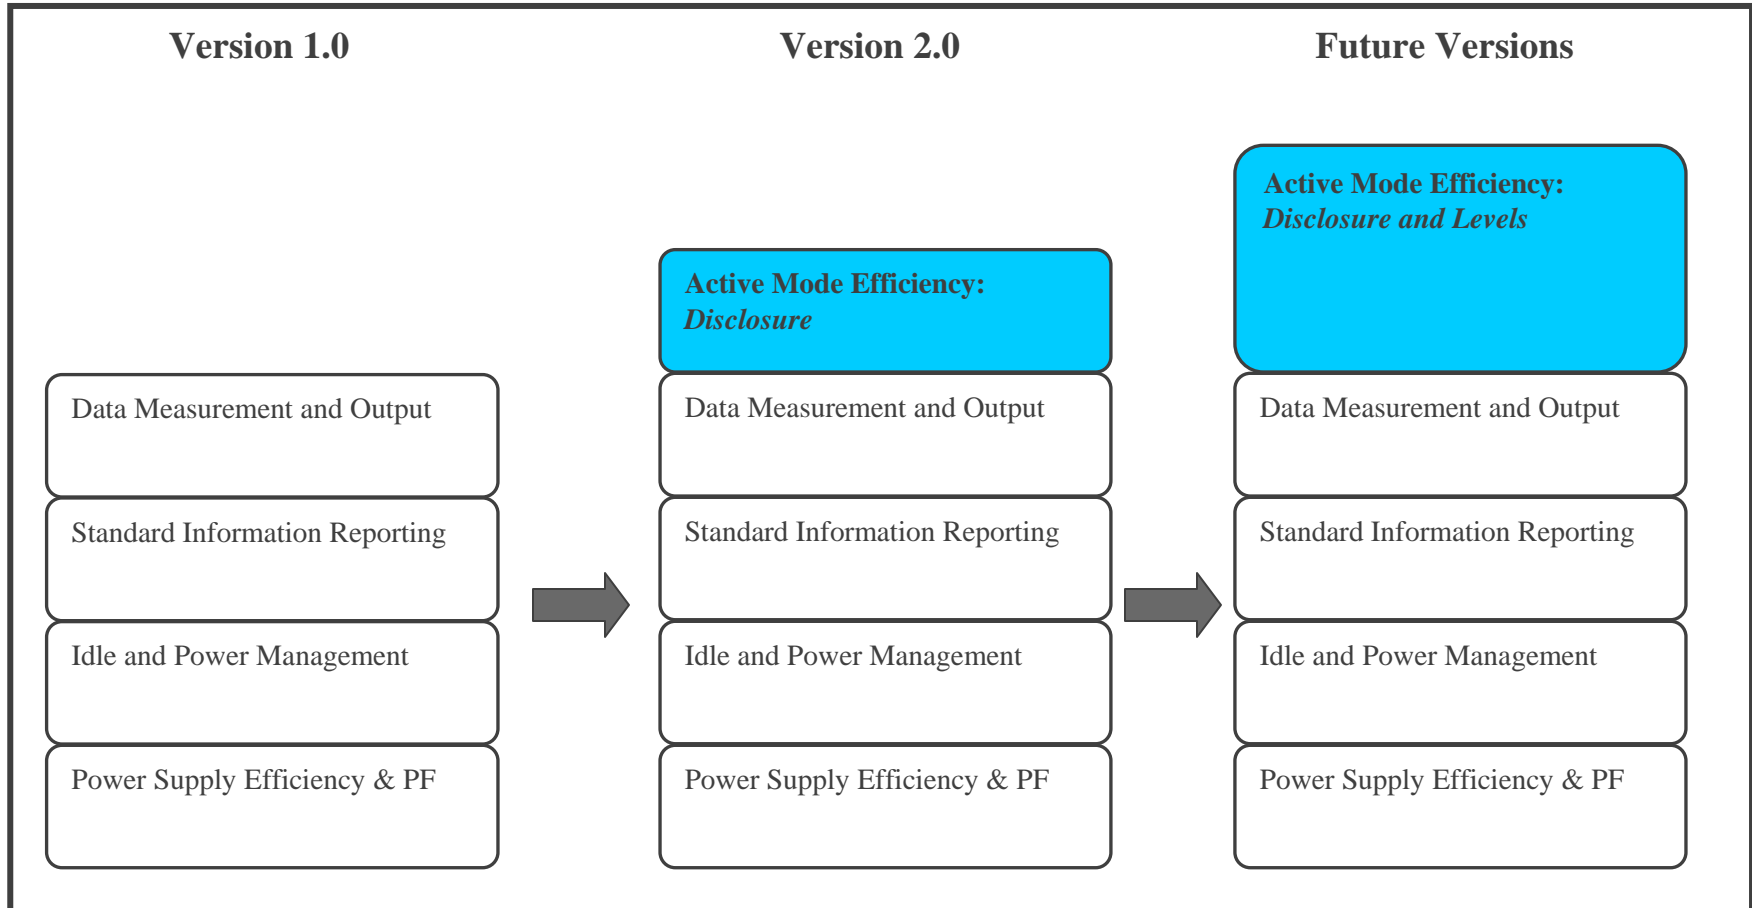 Version 1.0
Version 2.0
Future Versions
Data Measurement and Output
Standard Information Reporting
Idle and Power Management
Power Supply Efficiency & PF
Active Mode Efficiency:
Disclosure
Data Measurement and Output
Standard Information Reporting
Idle and Power Management
Power Supply Efficiency & PF
Active Mode Efficiency:
Disclosure and Levels
Data Measurement and Output
Standard Information Reporting
Idle and Power Management
Power Supply Efficiency & PF